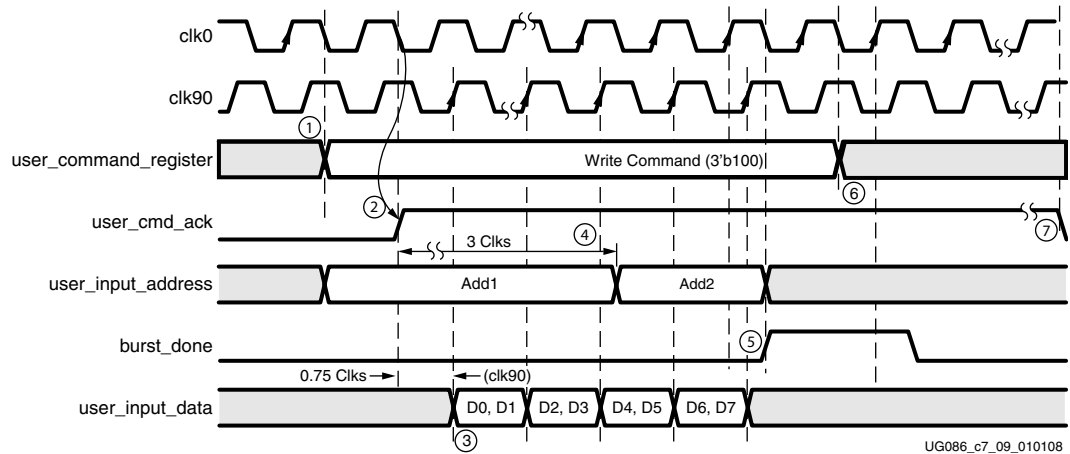 clk0
clk90
1
user_command_register
Write Command (3'b100)
6
2
user_cmd_ack
7
3 Clks
4
user_input_address
Add1
Add2
burst_done
5
0.75 Clks
(clk90)
user_input_data
D0, D1
D2, D3
D4, D5
D6, D7
3
UG086_c7_09_010108